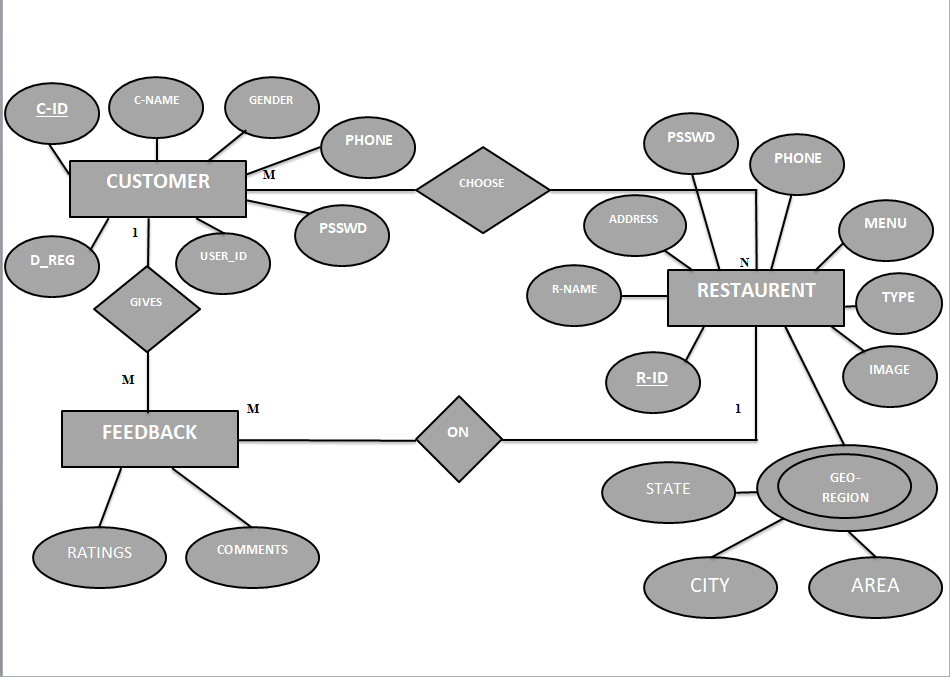 C-ID
C-NAME
GENDER
PHONE
CUSTOMER
M
CHOOSE
PSSWD
PHONE
D_REG
1
USER_ID
PSSWD
ADDRESS
MENU
N
GIVES
R-NAME
RESTAURENT
TYPE
M
R-ID
IMAGE
FEEDBACK
M
ON
1
STATE
GEO-
REGION
RATINGS
COMMENTS
CITY
AREA